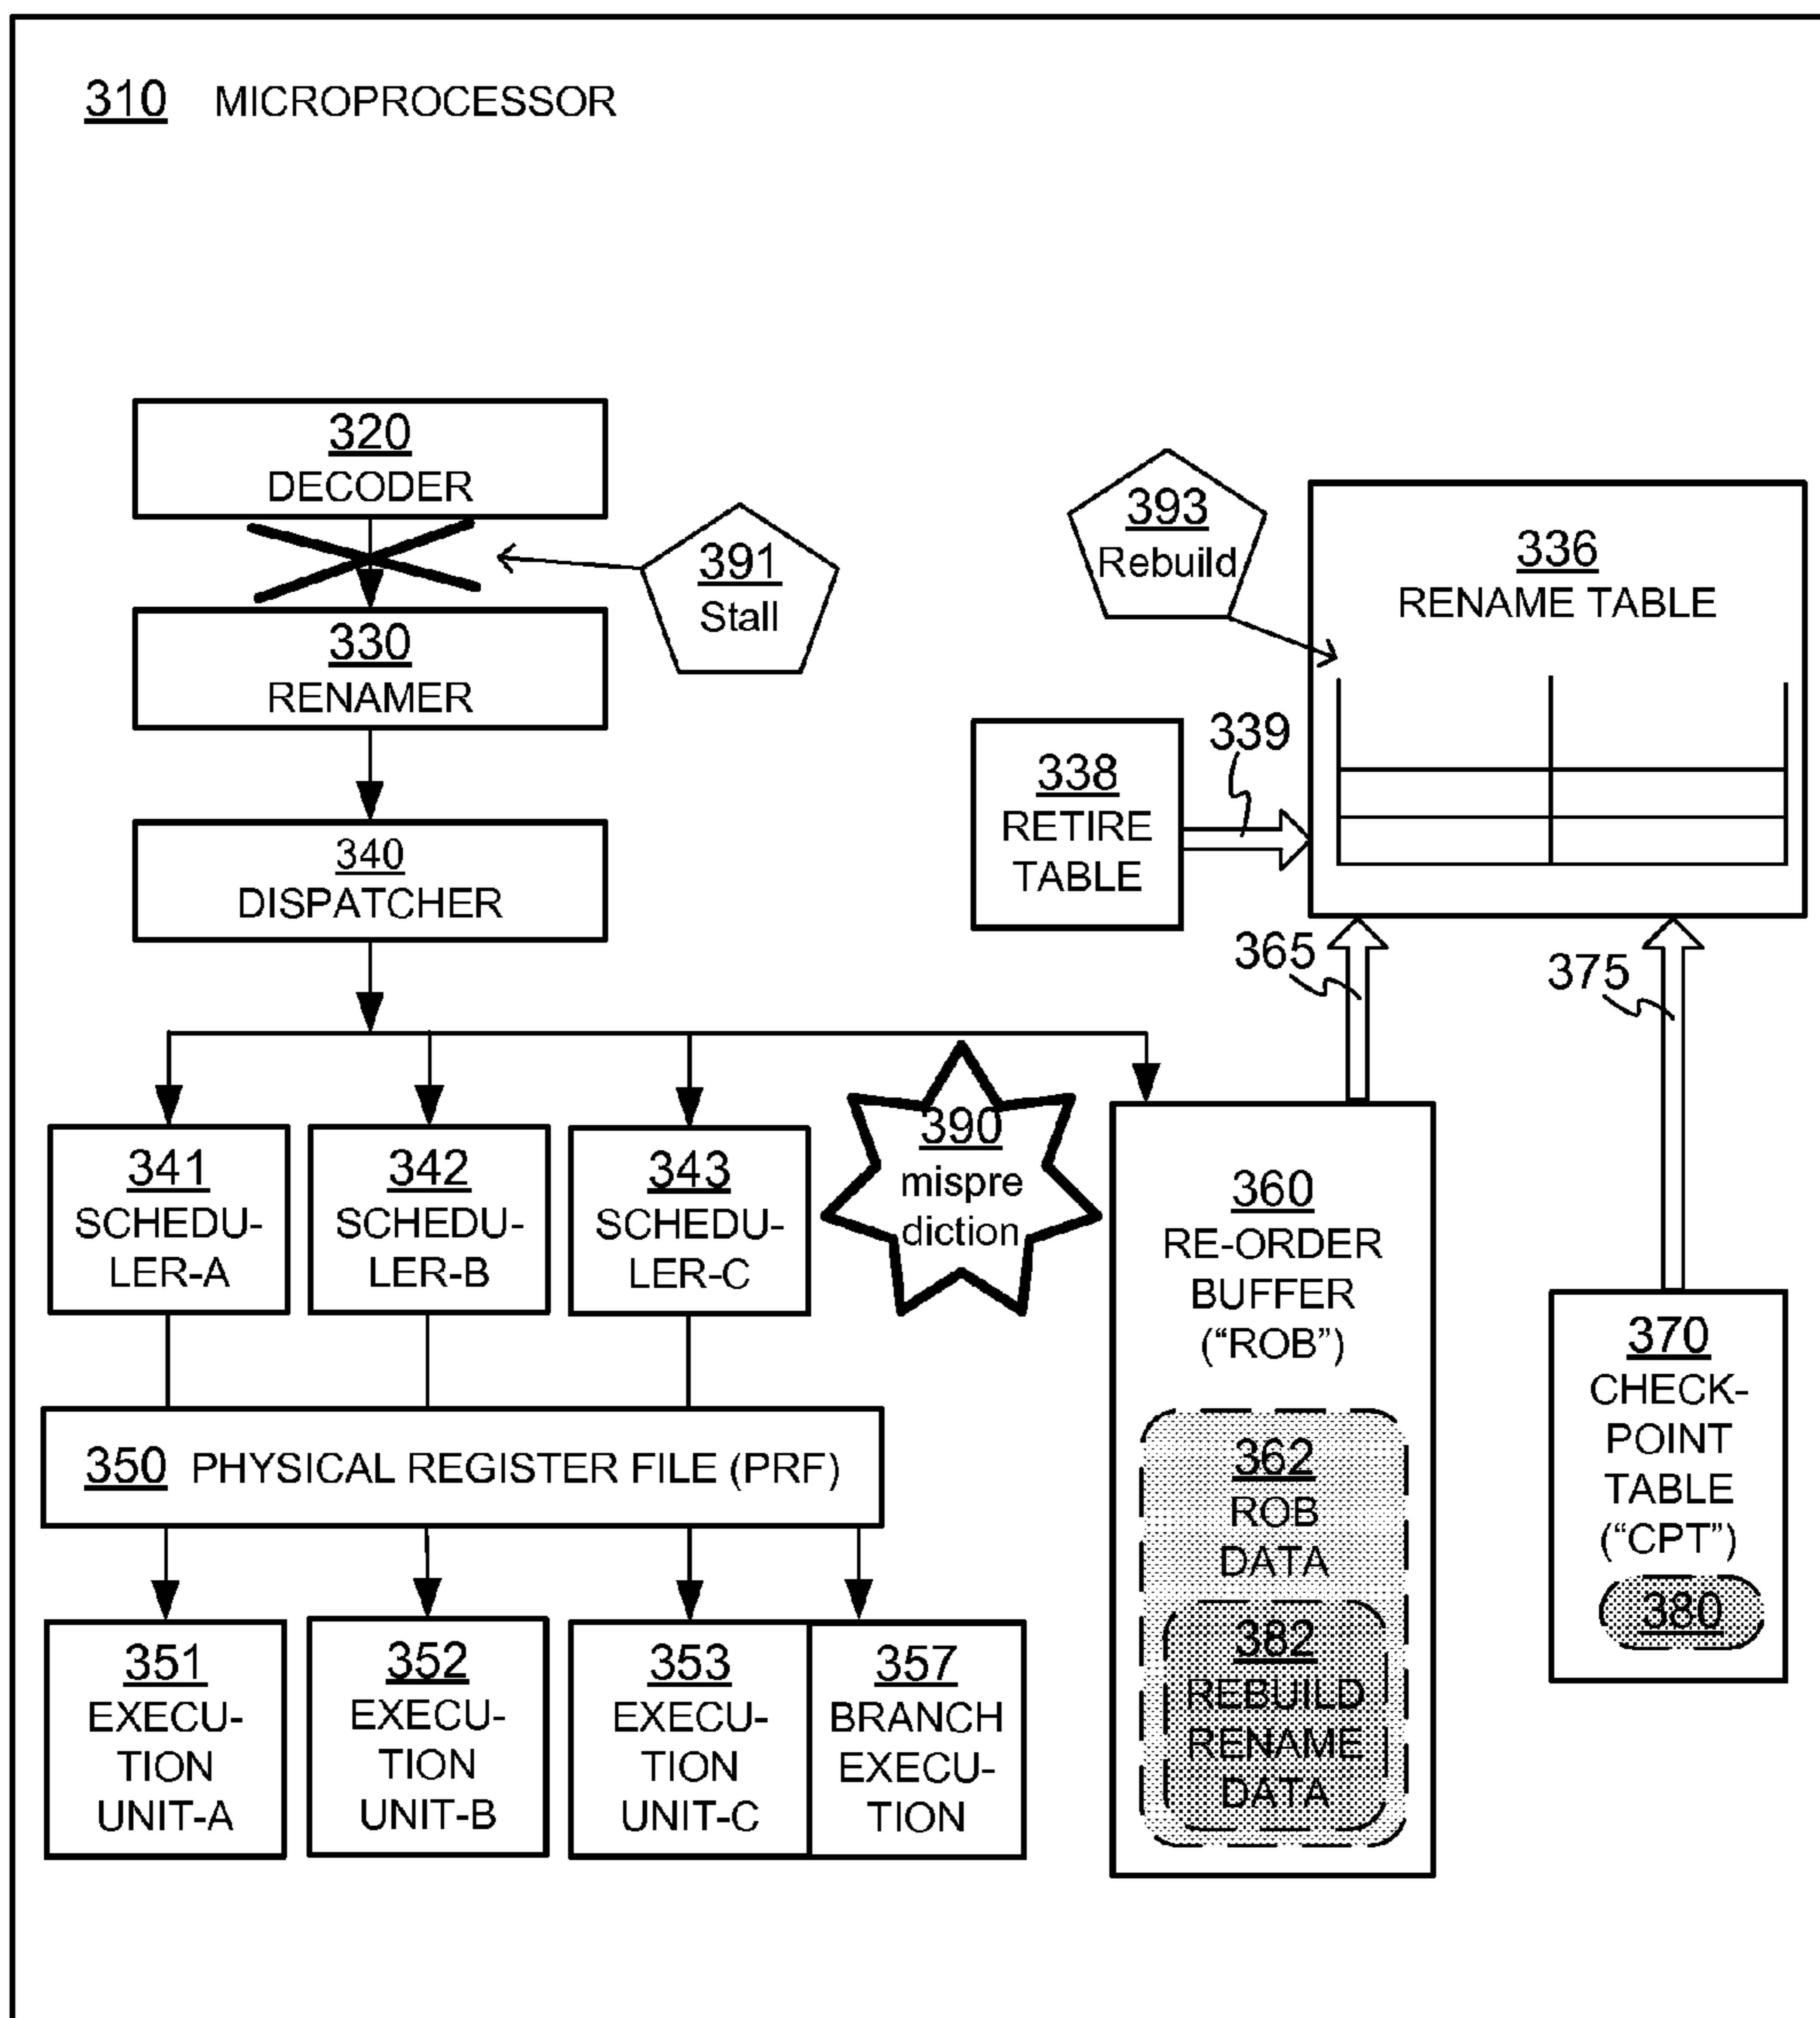 310 MICROPROCESSOR
320
DECODER
391
Stall
330
RENAMER
340
DISPATCHER
393
Rebuild
336
RENAME TABLE
338
RETIRE
TABLE
339
365
375
341
SCHEDU-
LER-A
342
SCHEDU-
LER-B
343
SCHEDU-
LER-C
390
mispre
diction
350 PHYSICAL REGISTER FILE (PRF)
351
EXECU-
TION
UNIT-A
352
EXECU-
TION
UNIT-B
353
EXECU-
TION
UNIT-C
357
BRANCH
EXECU-
TION
360
RE-ORDER
BUFFER
(“ROB”)
362
ROB
DATA
382
REBUILD
RENAME
DATA
370
CHECK-
POINT
TABLE
(“CPT”)
380